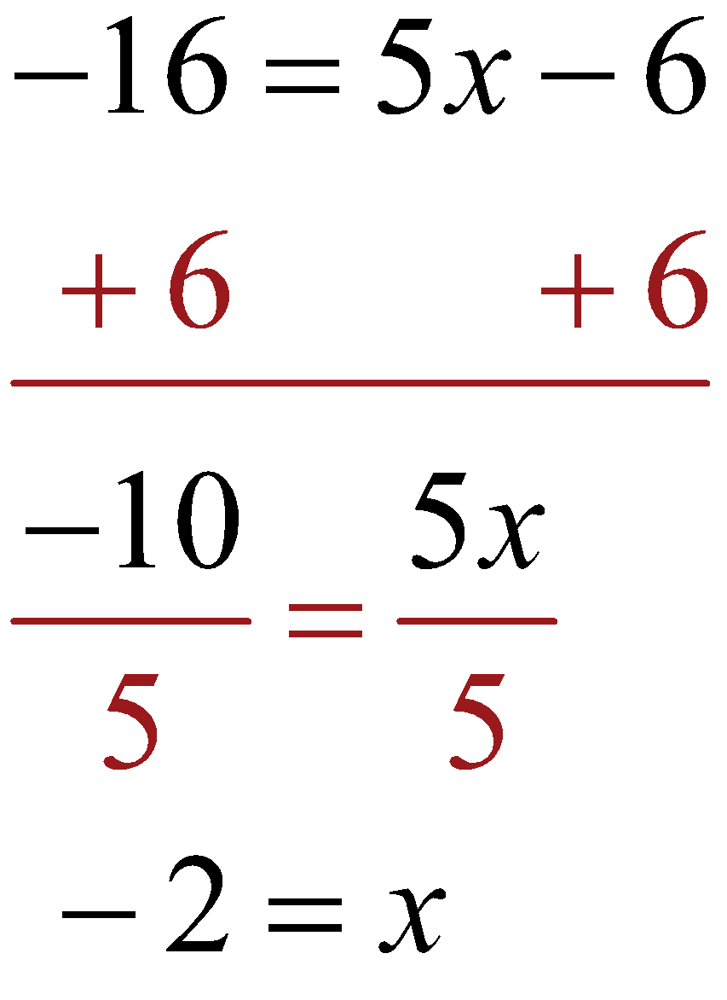 −16 = 5x − 6
+ 6 + 6
−10 = 5x
5 5
− 2 = x